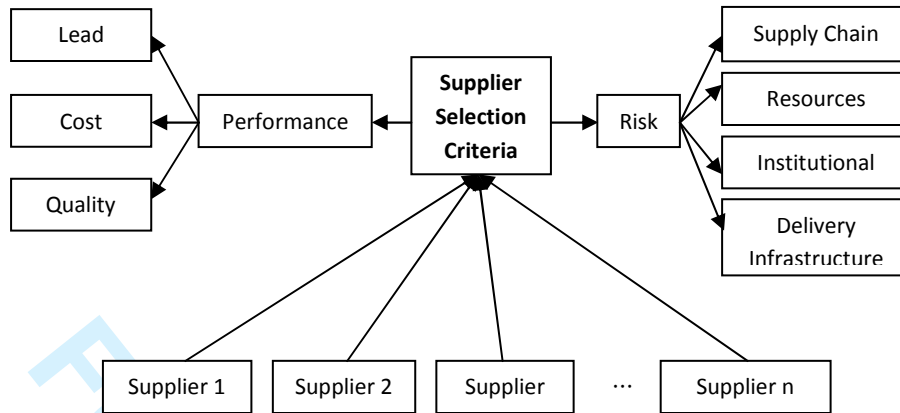 Lead
Cost
Quality
Performance
Supplier
Selection
Criteria
Risk
Supply Chain
Resources
Institutional
Delivery
Infrastructure
Supplier 1
Supplier 2
Supplier
...
Supplier n